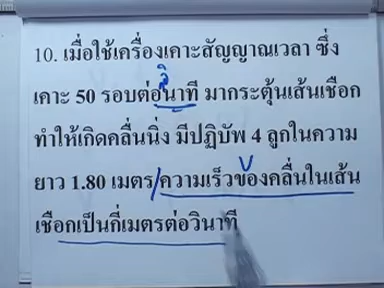 10. เมื่อใช้เครื่องเคาะสัญญาณเวลา ซึ่ง
เคาะ 50 รอบต่อวินาที มากระตุ้นเส้นเชือก
ทำให้เกิดคลื่นนิ่ง มีปฏิบัพ 4 ลูกในความ
ยาว 1.80 เมตร/ความเร็วของคลื่นในเส้น
เชือกเป็นกี่เมตรต่อวินาที